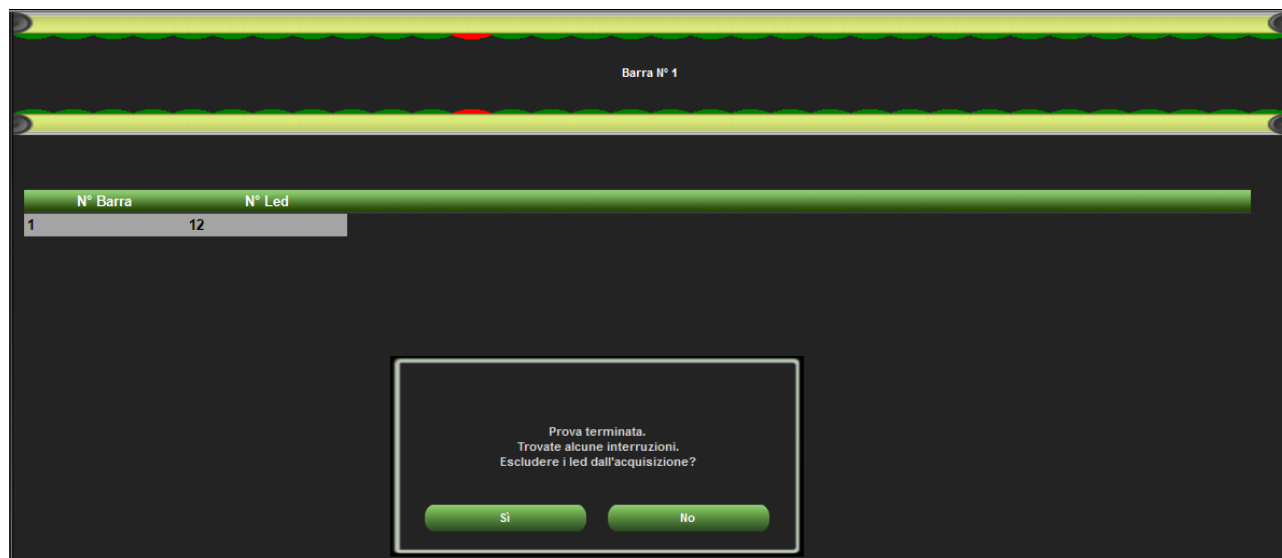 Barra N° 1
N° Barra N° Led
1 12
Prova terminata.
Trovate alcune interruzioni.
Escludere i led dall'acquisizione?
Sì No